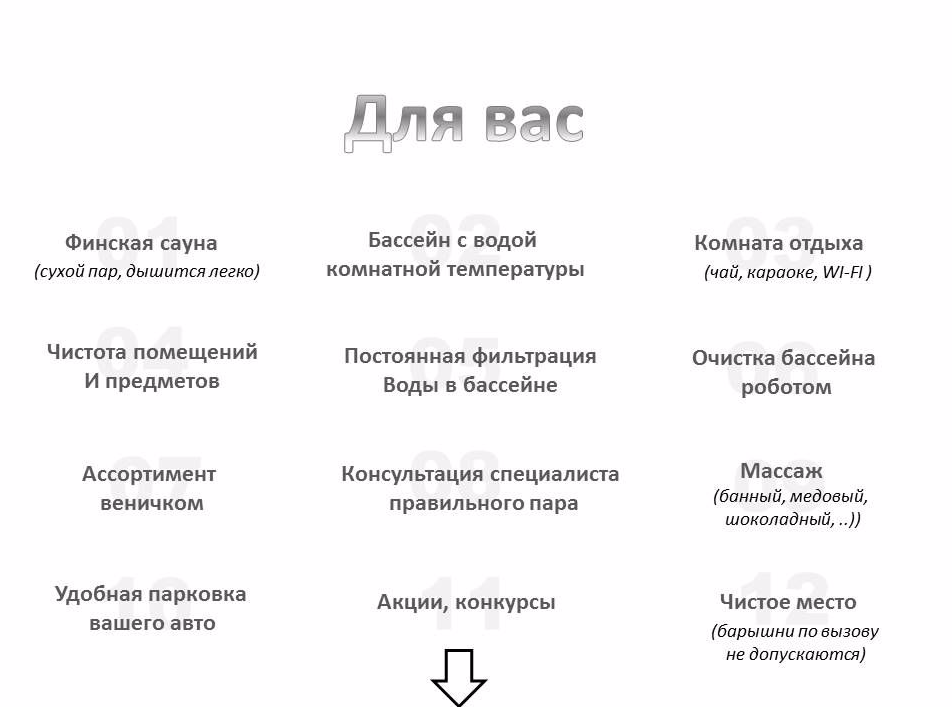 Для вас
01
Финская сауна
(сухой пар, дышится легко)
02
Бассейн с водой
комнатной температуры
03
Комната отдыха
(чай, караоке, WI-FI )
04
Чистота помещений
И предметов
05
Постоянная фильтрация
Воды в бассейне
06
Очистка бассейна
роботом
07
Ассортимент
веничком
08
Консультация специалиста
правильного пара
09
Массаж
(банный, медовый,
шоколадный, ..))
10
Удобная парковка
вашего авто
11
Акции, конкурсы
12
Чистое место
(барышни по вызову
не допускаются)